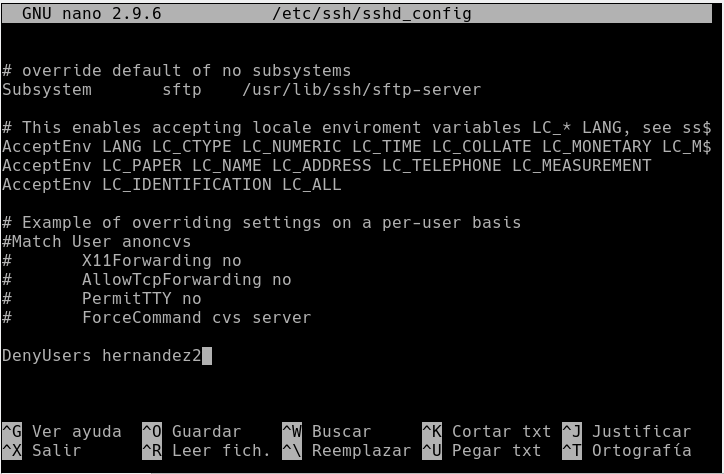 GNU nano 2.9.6 /etc/ssh/sshd_config
# override default of no subsystems
Subsystem sftp /usr/lib/ssh/sftp-server
# This enables accepting locale enviroment variables LC_* LANG, see ss$
AcceptEnv LANG LC_CTYPE LC_NUMERIC LC_TIME LC_COLLATE LC_MONETARY LC_M$
AcceptEnv LC_PAPER LC_NAME LC_ADDRESS LC_TELEPHONE LC_MEASUREMENT
AcceptEnv LC_IDENTIFICATION LC_ALL
# Example of overriding settings on a per-user basis
#Match User anoncvs
# X11Forwarding no
# AllowTcpForwarding no
# PermitTTY no
# ForceCommand cvs server
DenyUsers hernandez2
^G Ver ayuda ^O Guardar ^W Buscar ^K Cortar txt ^J Justificar
^X Salir ^R Leer fich. ^\ Reemplazar ^U Pegar txt ^T Ortografía